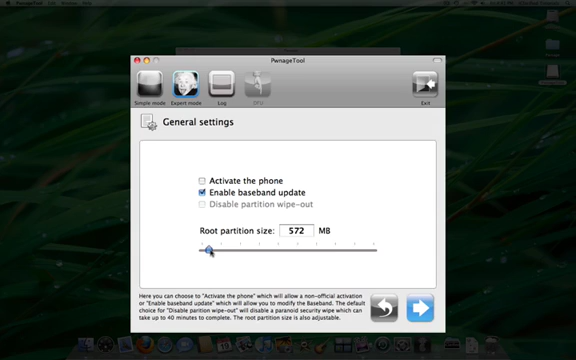 PwnageTool
PwnageTool
Simple mode
Expert mode
Log
DFU
Exit
General settings
Activate the phone
Enable baseband update
Disable partition wipe-out
Root partition size: 572 MB
Here you can choose to "Activate the phone" which will allow a non-official activation
or "Enable baseband update" which will allow you to modify the Baseband. The default
choice for "Disable partition wipe-out" will disable a paranoid security wipe which can
take up to 40 minutes to complete. The root partition size is also adjustable.